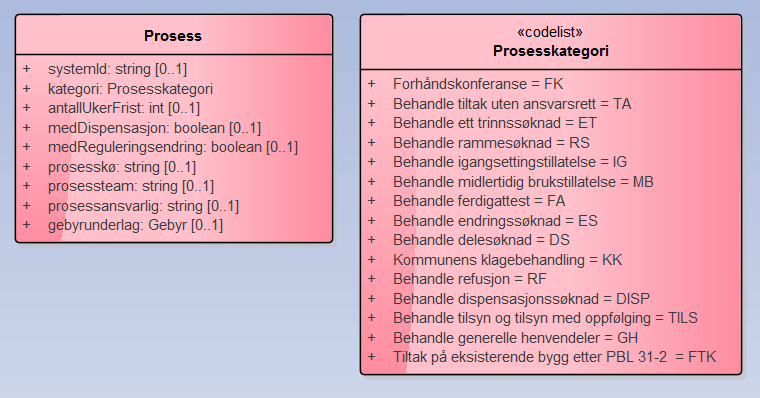 Prosess
+ systemId: string [0..1]
+ kategori: Prosesskategori
+ antallUkerFrist: int [0..1]
+ medDispensasjon: boolean [0..1]
+ medReguleringsendring: boolean [0..1]
+ prosesskø: string [0..1]
+ prosessteam: string [0..1]
+ prosessansvarlig: string [0..1]
+ gebyrunderlag: Gebyr [0..1]
«codelist»
Prosesskategori
+ Forhåndskonferanse = FK
+ Behandle tiltak uten ansvarsrett = TA
+ Behandle ett trinnssøknad = ET
+ Behandle rammesøknad = RS
+ Behandle igangsettingstillatelse = IG
+ Behandle midlertidig brukstillatelse = MB
+ Behandle ferdigattest = FA
+ Behandle endringssøknad = ES
+ Behandle delesøknad = DS
+ Kommunens klagebehandling = KK
+ Behandle refusjon = RF
+ Behandle dispensasjonssøknad = DISP
+ Behandle tilsyn og tilsyn med oppfølging = TILS
+ Behandle generelle henvendeler = GH
+ Tiltak på eksisterende bygg etter PBL 31-2  = FTK